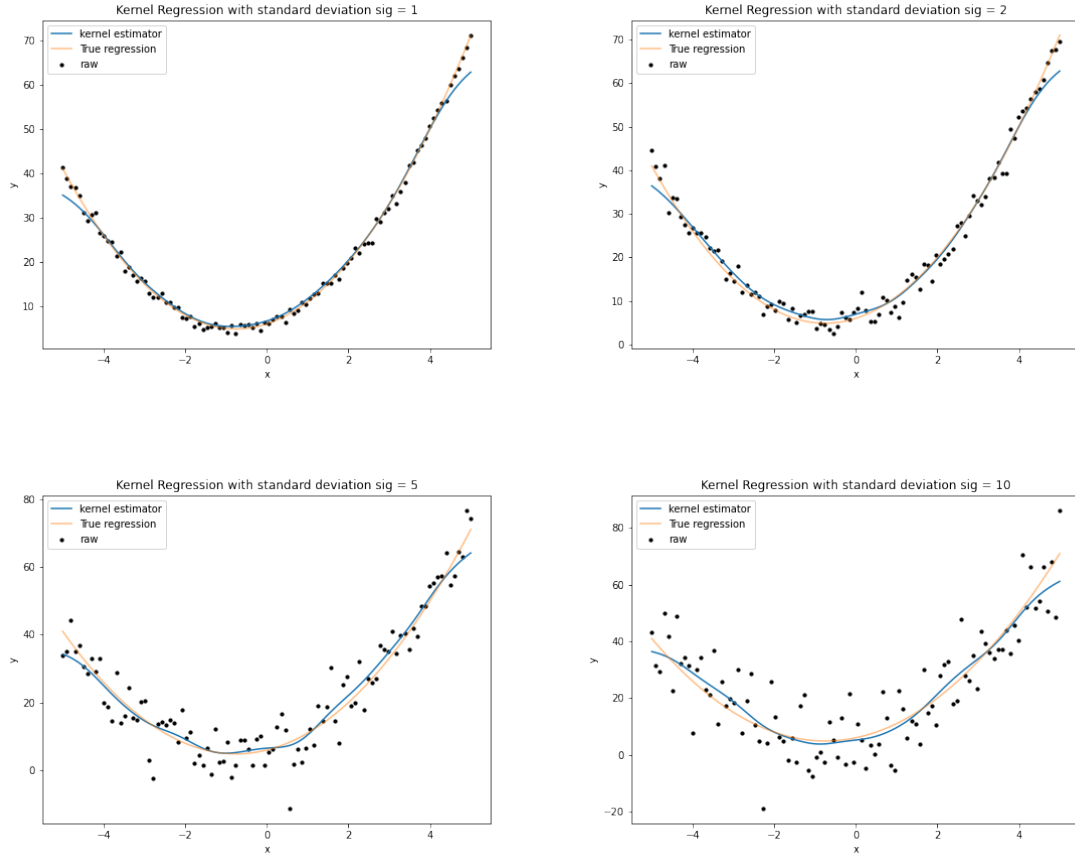 Kernel Regression with standard deviation sig = 1
kernel estimator
True regression
raw
70
60
50
40
30
20
10
y
−4
−2
0
2
4
x
Kernel Regression with standard deviation sig = 2
kernel estimator
True regression
raw
70
60
50
40
30
20
10
0
y
−4
−2
0
2
4
x
Kernel Regression with standard deviation sig = 5
kernel estimator
True regression
raw
80
60
40
20
0
y
−4
−2
0
2
4
x
Kernel Regression with standard deviation sig = 10
kernel estimator
True regression
raw
80
60
40
20
0
−20
y
−4
−2
0
2
4
x